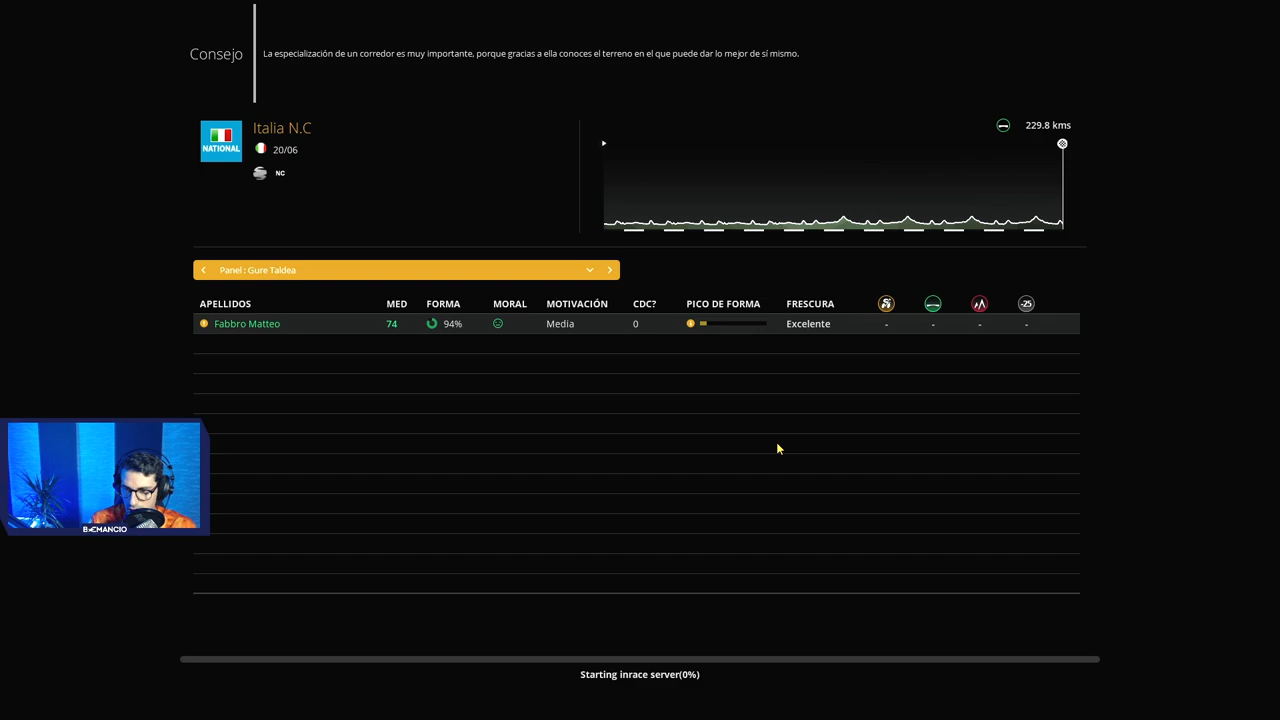 Consejo
La especialización de un corredor es muy importante, porque gracias a ella conoces el terreno en el que puede dar lo mejor de sí mismo.
NATIONAL
Italia N.C
20/06
NC
229.8 kms
Panel : Gure Taldea
APELLIDOS MED FORMA MORAL MOTIVACIÓN CDC? PICO DE FORMA FRESCURA -25
Fabbro Matteo 74 94% Media 0 Excelente - - - -
Starting inrace server(0%)